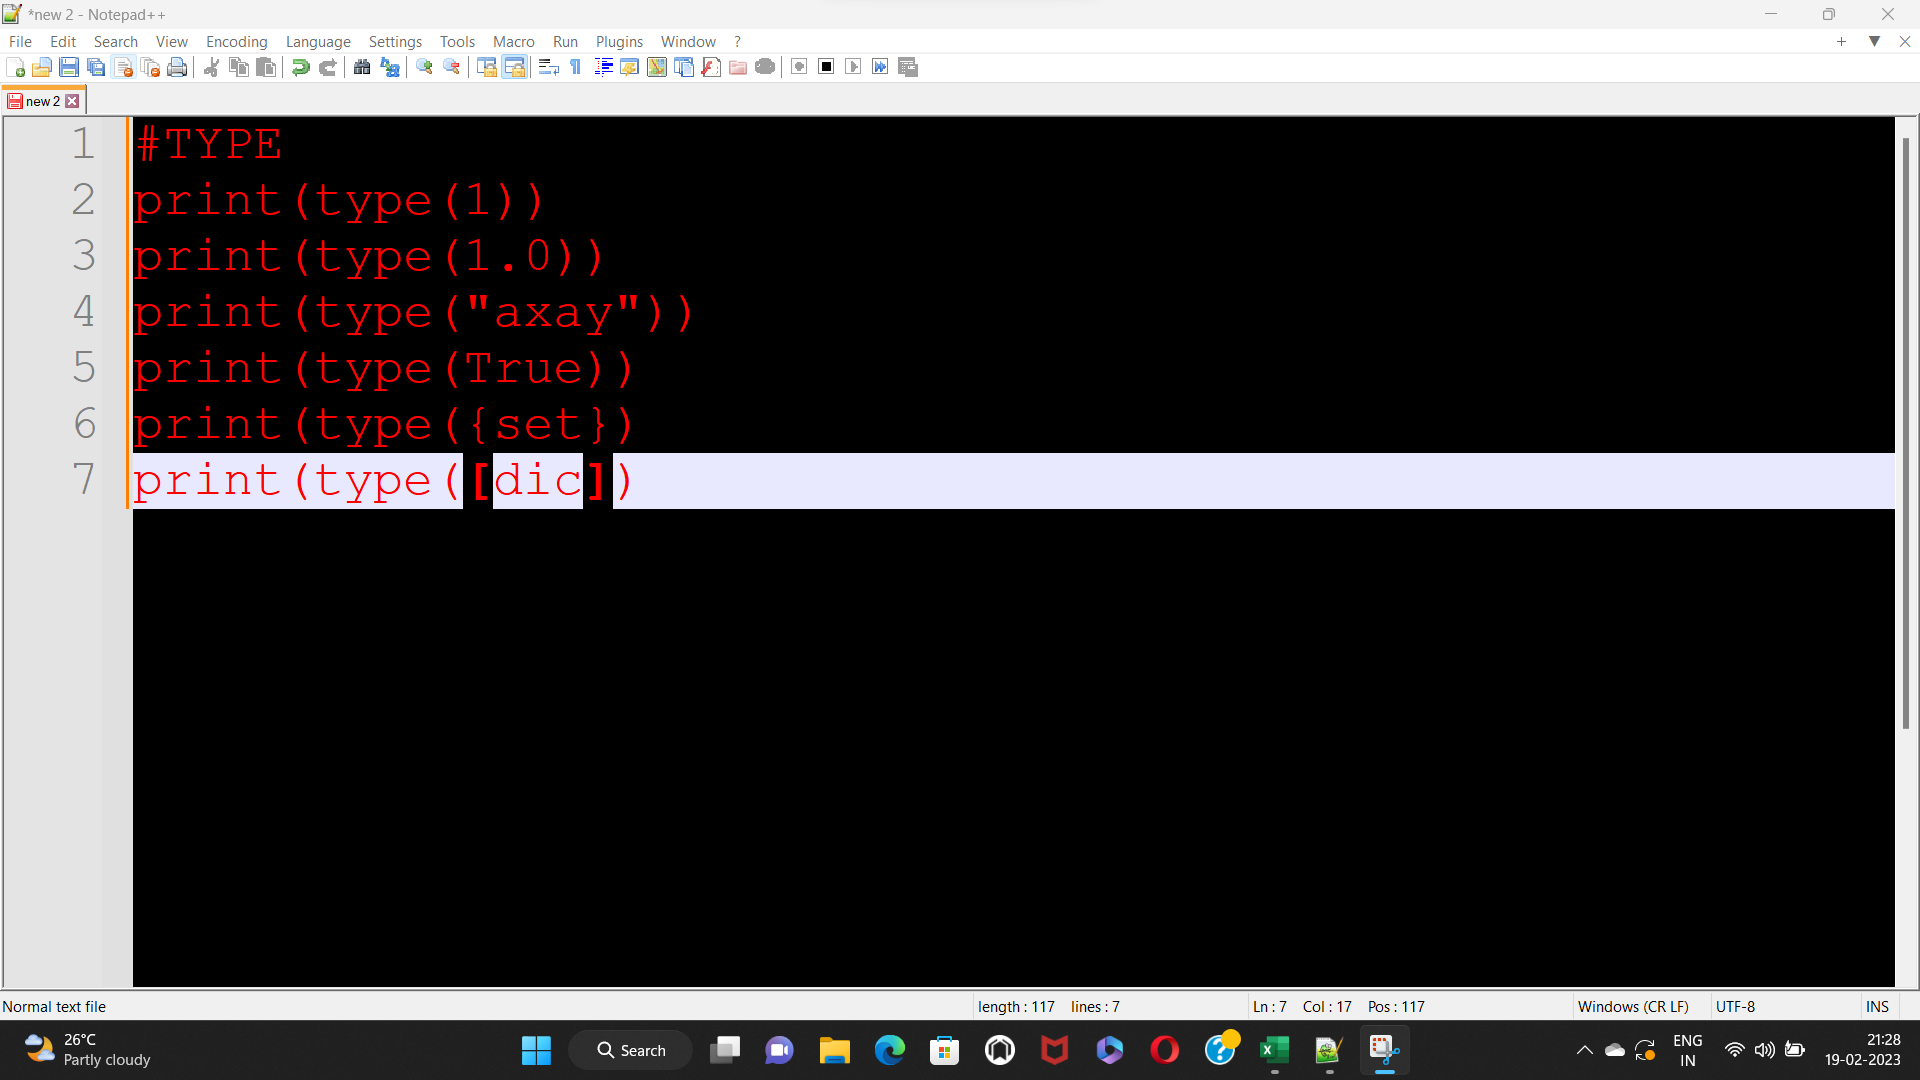 *new 2 - Notepad++
File Edit Search View Encoding Language Settings Tools Macro Run Plugins Window ?
new 2
1 #TYPE
2 print(type(1))
3 print(type(1.0))
4 print(type("axay"))
5 print(type(True))
6 print(type({set})
7 print(type([dic])
Normal text file length : 117 lines : 7 Ln : 7 Col : 17 Pos : 117 Windows (CR LF) UTF-8 INS
26°C
Partly cloudy
Search
ENG
IN
21:28
19-02-2023